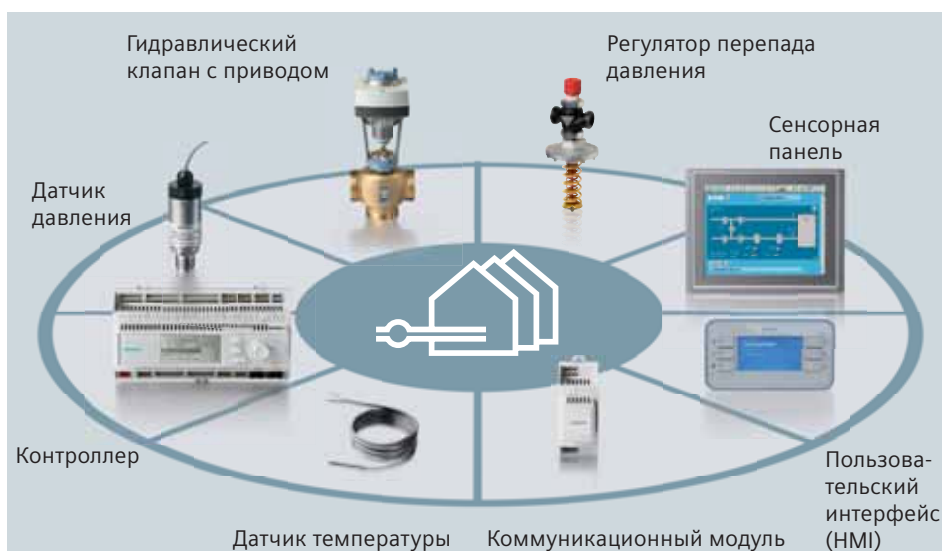 Гидравлический
клапан с приводом
Регулятор перепада
давления
Сенсорная
панель
Датчик
давления
Контроллер
Датчик температуры
Коммуникационный модуль
Пользова-
тельский
интерфейс
(HMI)